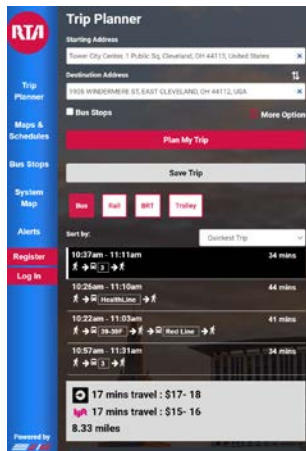 RTA
Trip Planner
Maps & Schedules
Bus Stops
System Map
Alerts
Register
Log In
Powered by
Trip Planner
Starting Address
Tower City Center, 1 Public Sq, Cleveland, OH 44113, United States ×
Destination Address
1905 WINDERMERE ST, EAST CLEVELAND, OH 44112, USA ×
Bus Stops
More Option
Plan My Trip
Save Trip
Bus Rail BRT Trolley
Sort by: Quickest Trip
10:37am - 11:11am 34 mins
3
10:26am - 11:10am 44 mins
HealthLine
10:22am - 11:03am 41 mins
39-39F Red Line
10:57am - 11:31am 34 mins
3
17 mins travel : $17- 18
lyft 17 mins travel : $15- 16
8.33 miles